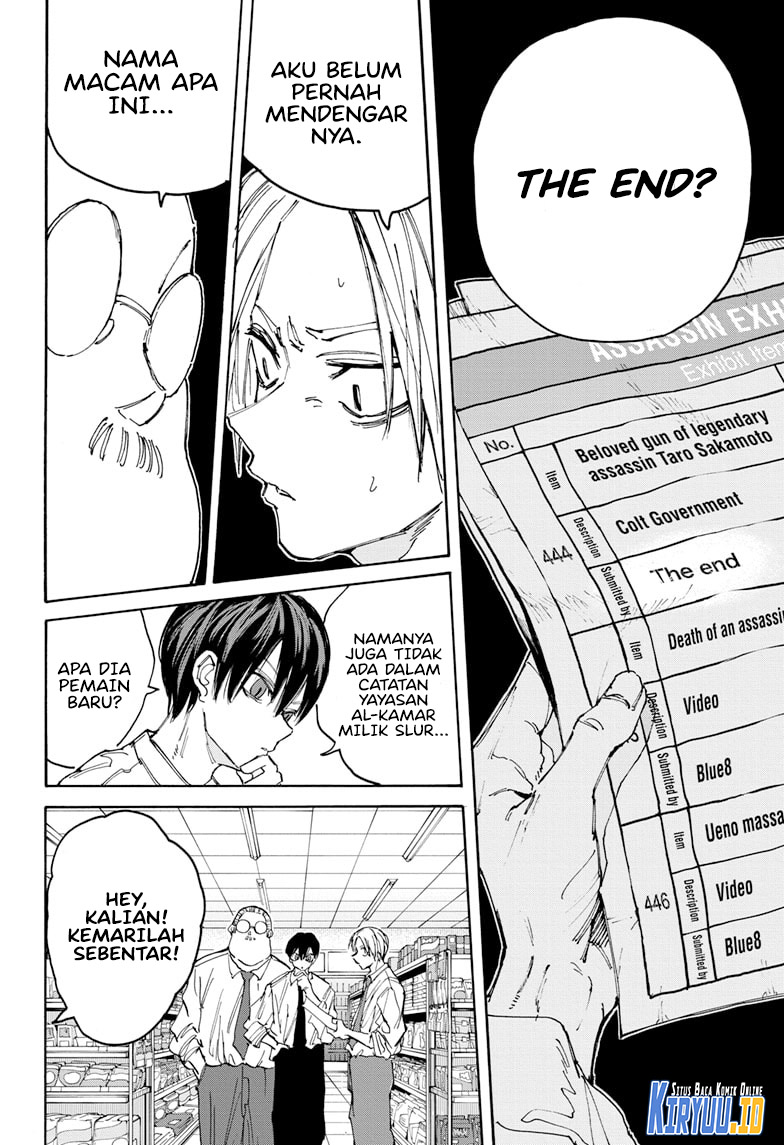 THE END?
ASSASSIN EXHI
Exhibit Item
No.
444
Item
Beloved gun of legendary
assassin Taro Sakamoto
Description
Colt Government
Submitted by
The end
Item
Death of an assassin
Description
Video
Submitted by
Blue8
446
Item
Ueno massa
Description
Video
Submitted by
Blue8
AKU BELUM
PERNAH
MENDENGAR
NYA.
NAMA
MACAM APA
INI...
NAMANYA
JUGA TIDAK
ADA DALAM
CATATAN
YAYASAN
AL-KAMAR
MILIK SLUR...
APA DIA
PEMAIN
BARU?
HEY,
KALIAN!
KEMARILAH
SEBENTAR!
SITUS BACA KOMIK ONLINE
KIRYUU.ID